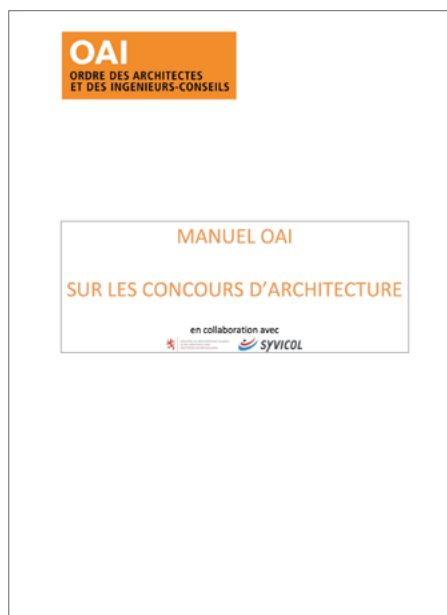 OAI
ORDRE DES ARCHITECTES
ET DES INGENIEURS-CONSEILS
MANUEL OAI
SUR LES CONCOURS D’ARCHITECTURE
en collaboration avec
SYVICOL